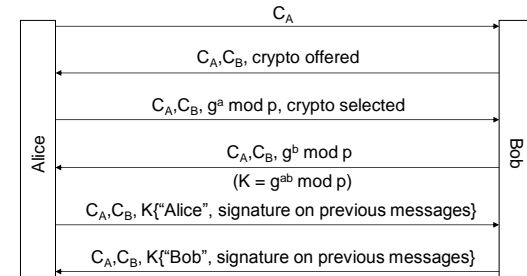 C_A
C_A,C_B, crypto offered
C_A,C_B, g^a mod p, crypto selected
C_A,C_B, g^b mod p
(K = g^ab mod p)
C_A,C_B, K{“Alice”, signature on previous messages}
C_A,C_B, K{“Bob”, signature on previous messages}
Alice
Bob